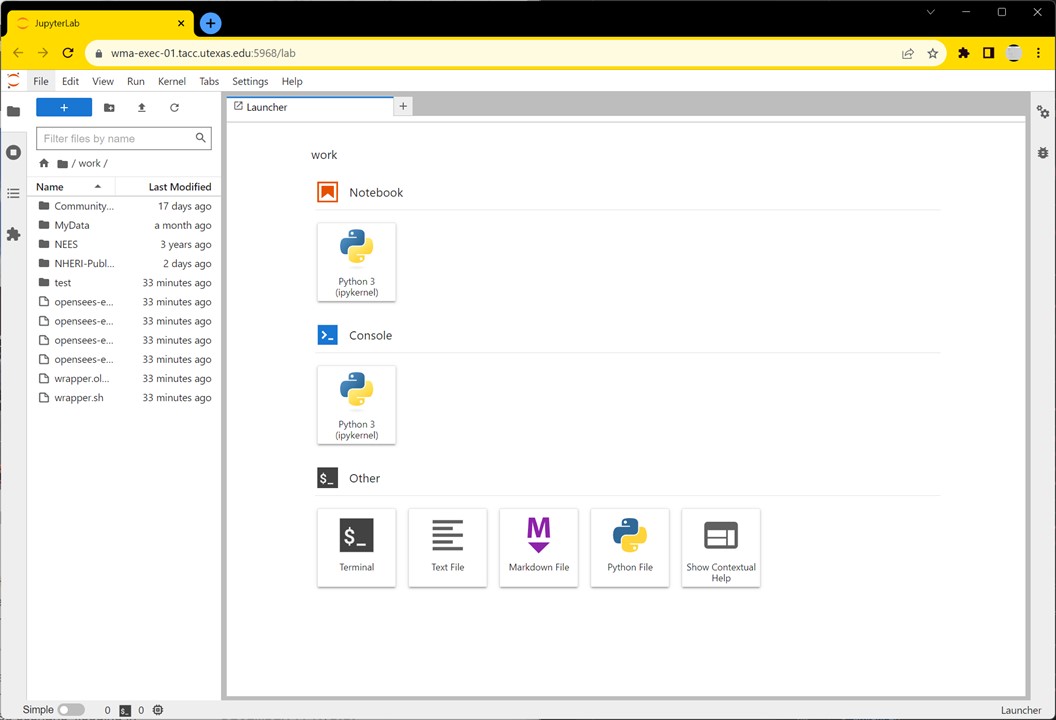 JupyterLab
wma-exec-01.tacc.utexas.edu:5968/lab
File Edit View Run Kernel Tabs Settings Help
Launcher
Filter files by name
/ work /
Name Last Modified
Community... 17 days ago
MyData a month ago
NEES 3 years ago
NHERI-Publ... 2 days ago
test 33 minutes ago
opensees-e... 33 minutes ago
opensees-e... 33 minutes ago
opensees-e... 33 minutes ago
opensees-e... 33 minutes ago
wrapper.ol... 33 minutes ago
wrapper.sh 33 minutes ago
work
Notebook
Python 3
(ipykernel)
Console
Python 3
(ipykernel)
$_ Other
$_
M
Terminal Text File Markdown File Python File Show Contextual
Help
Simple 0 $_ 0 Launcher